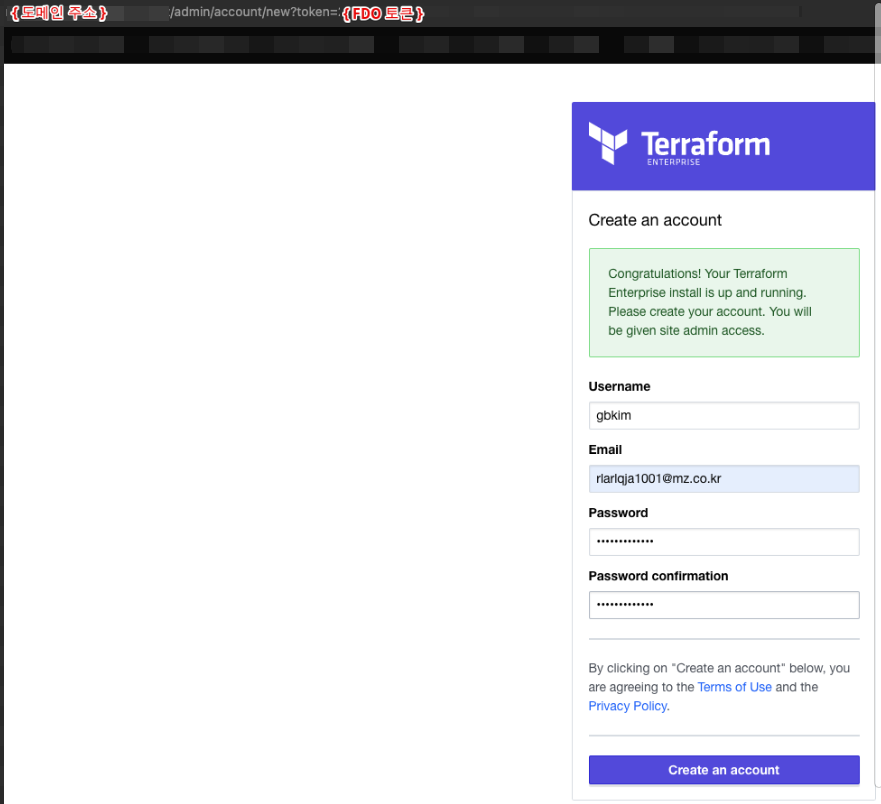 { 도메인 주소 } /admin/account/new?token= { FDO 토큰 }
Terraform
ENTERPRISE
Create an account
Congratulations! Your Terraform
Enterprise install is up and running.
Please create your account. You will
be given site admin access.
Username
gbkim
Email
rlarlqja1001@mz.co.kr
Password
•••••••••••••
Password confirmation
•••••••••••••
By clicking on "Create an account" below, you
are agreeing to the Terms of Use and the
Privacy Policy.
Create an account